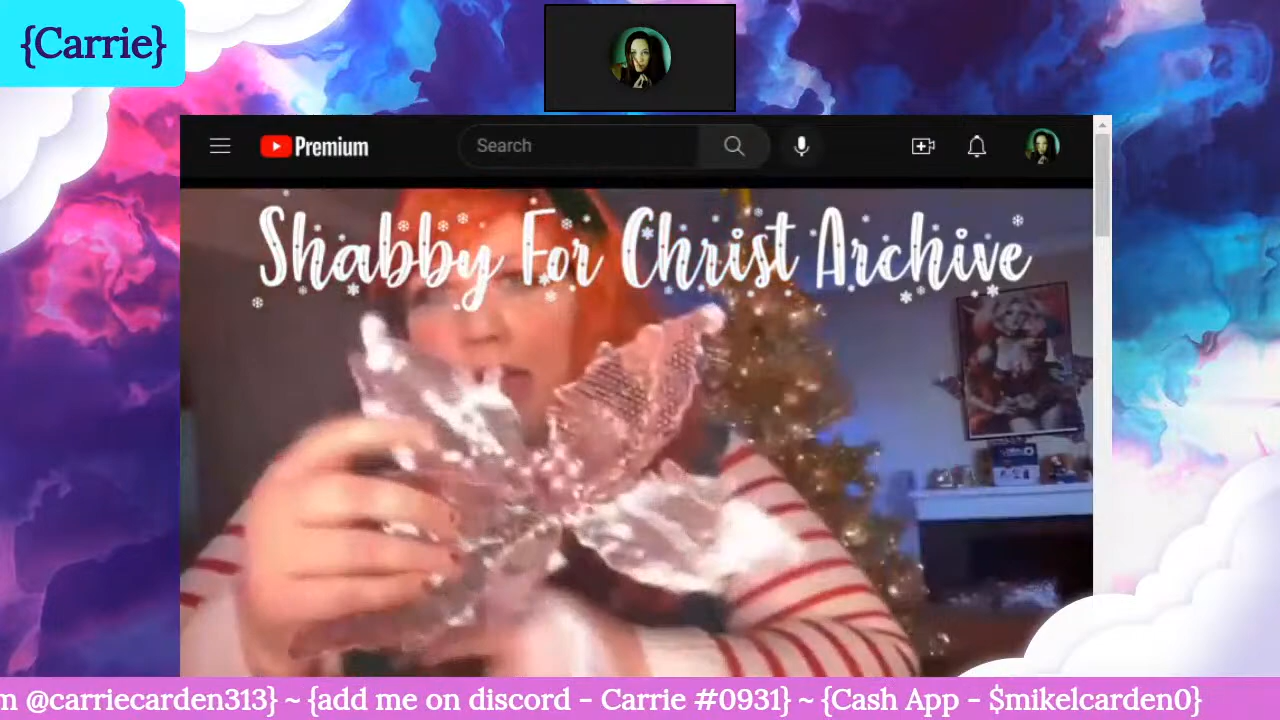 {Carrie}
Premium
Search
Shabby For Christ Archive
m @carriecarden313} ~ {add me on discord - Carrie #0931} ~ {Cash App - $mikelcarden0}